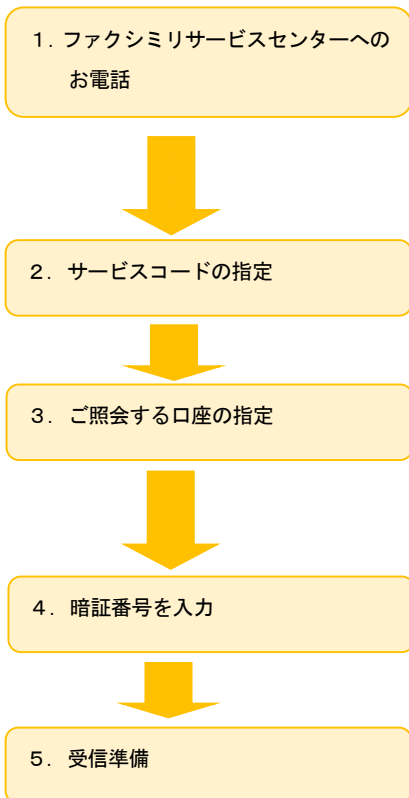 １．ファクシミリサービスセンターへの
お電話
２．サービスコードの指定
３．ご照会する口座の指定
４．暗証番号を入力
５．受信準備